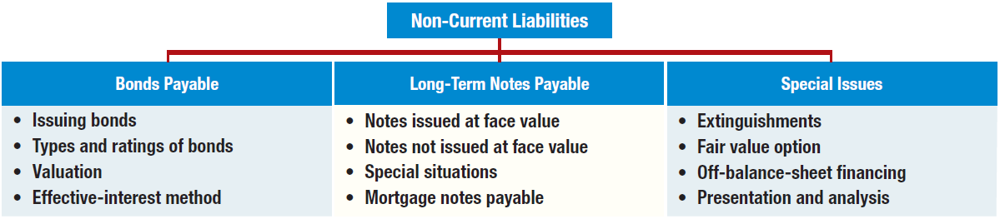 Non-Current Liabilities
Bonds Payable
• Issuing bonds
• Types and ratings of bonds
• Valuation
• Effective-interest method
Long-Term Notes Payable
• Notes issued at face value
• Notes not issued at face value
• Special situations
• Mortgage notes payable
Special Issues
• Extinguishments
• Fair value option
• Off-balance-sheet financing
• Presentation and analysis